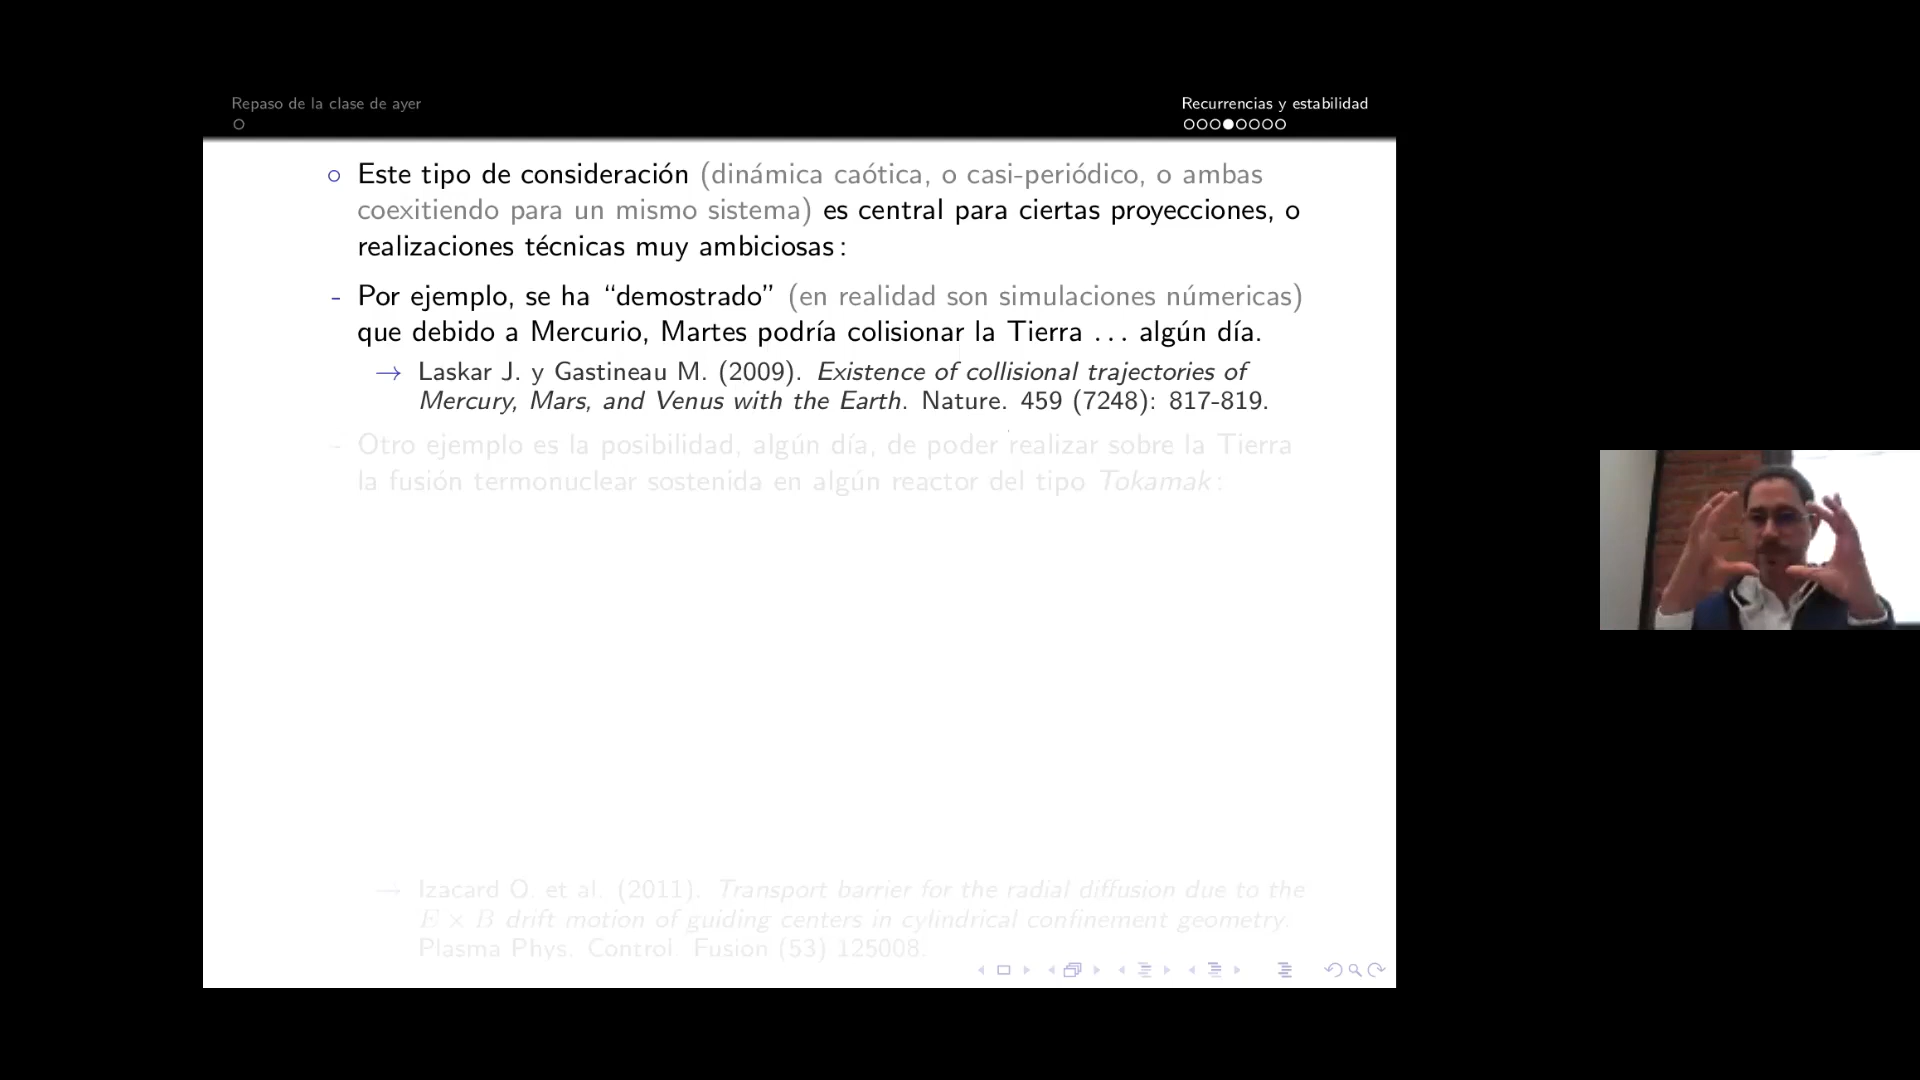 Repaso de la clase de ayer
Recurrencias y estabilidad
Este tipo de consideración (dinámica caótica, o casi-periódico, o ambas
coexitiendo para un mismo sistema) es central para ciertas proyecciones, o
realizaciones técnicas muy ambiciosas :
- Por ejemplo, se ha “demostrado” (en realidad son simulaciones númericas)
que debido a Mercurio, Martes podría colisionar la Tierra ... algún día.
→ Laskar J. y Gastineau M. (2009). Existence of collisional trajectories of
Mercury, Mars, and Venus with the Earth. Nature. 459 (7248): 817-819.
- Otro ejemplo es la posibilidad, algún día, de poder realizar sobre la Tierra
la fusión termonuclear sostenida en algún reactor del tipo Tokamak :
→ Izacard O. et al. (2011). Transport barrier for the radial diffusion due to the
E × B drift motion of guiding centers in cylindrical confinement geometry.
Plasma Phys. Control Fusion (53) 125008.